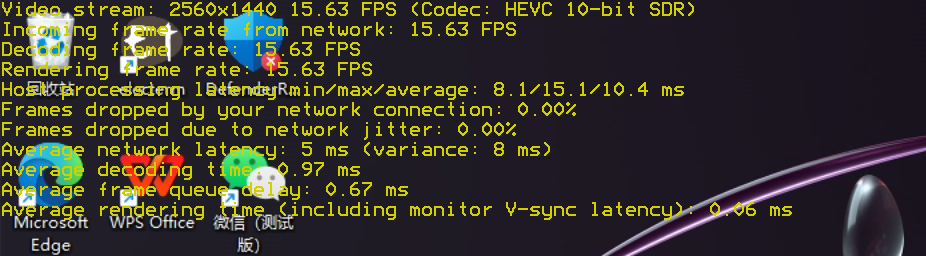 Video stream: 2560x1440 15.63 FPS (Codec: HEVC 10-bit SDR)
Incoming frame rate from network: 15.63 FPS
Decoding frame rate: 15.63 FPS
Rendering frame rate: 15.63 FPS
Host processing latency min/max/average: 8.1/15.1/10.4 ms
Frames dropped by your network connection: 0.00%
Frames dropped due to network jitter: 0.00%
Average network latency: 5 ms (variance: 8 ms)
Average decoding time: 0.97 ms
Average frame queue delay: 0.67 ms
Average rendering time (including monitor V-sync latency): 0.06 ms
回收站
Microsoft Edge
WPS Office
微信（测试版）